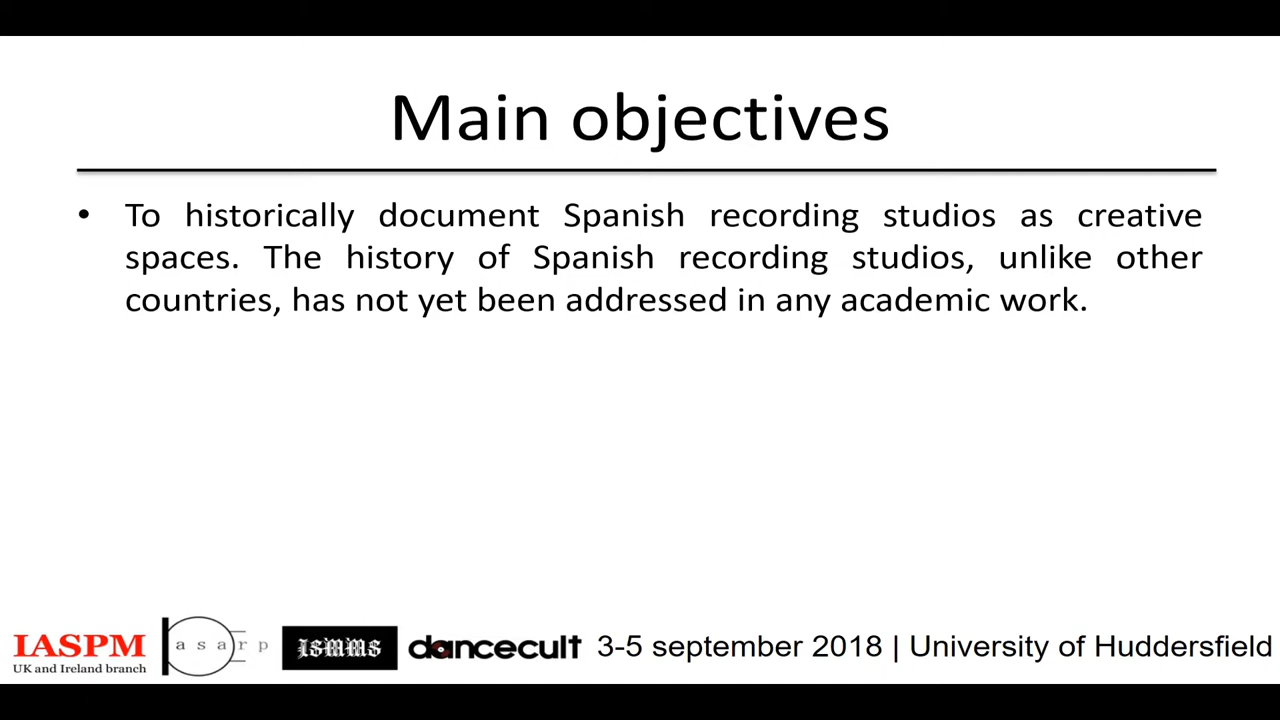 Main objectives
• To historically document Spanish recording studios as creative
spaces. The history of Spanish recording studios, unlike other
countries, has not yet been addressed in any academic work.
IASPM
UK and Ireland branch
asarp
ISMMS
dancecult
3-5 september 2018 | University of Huddersfield